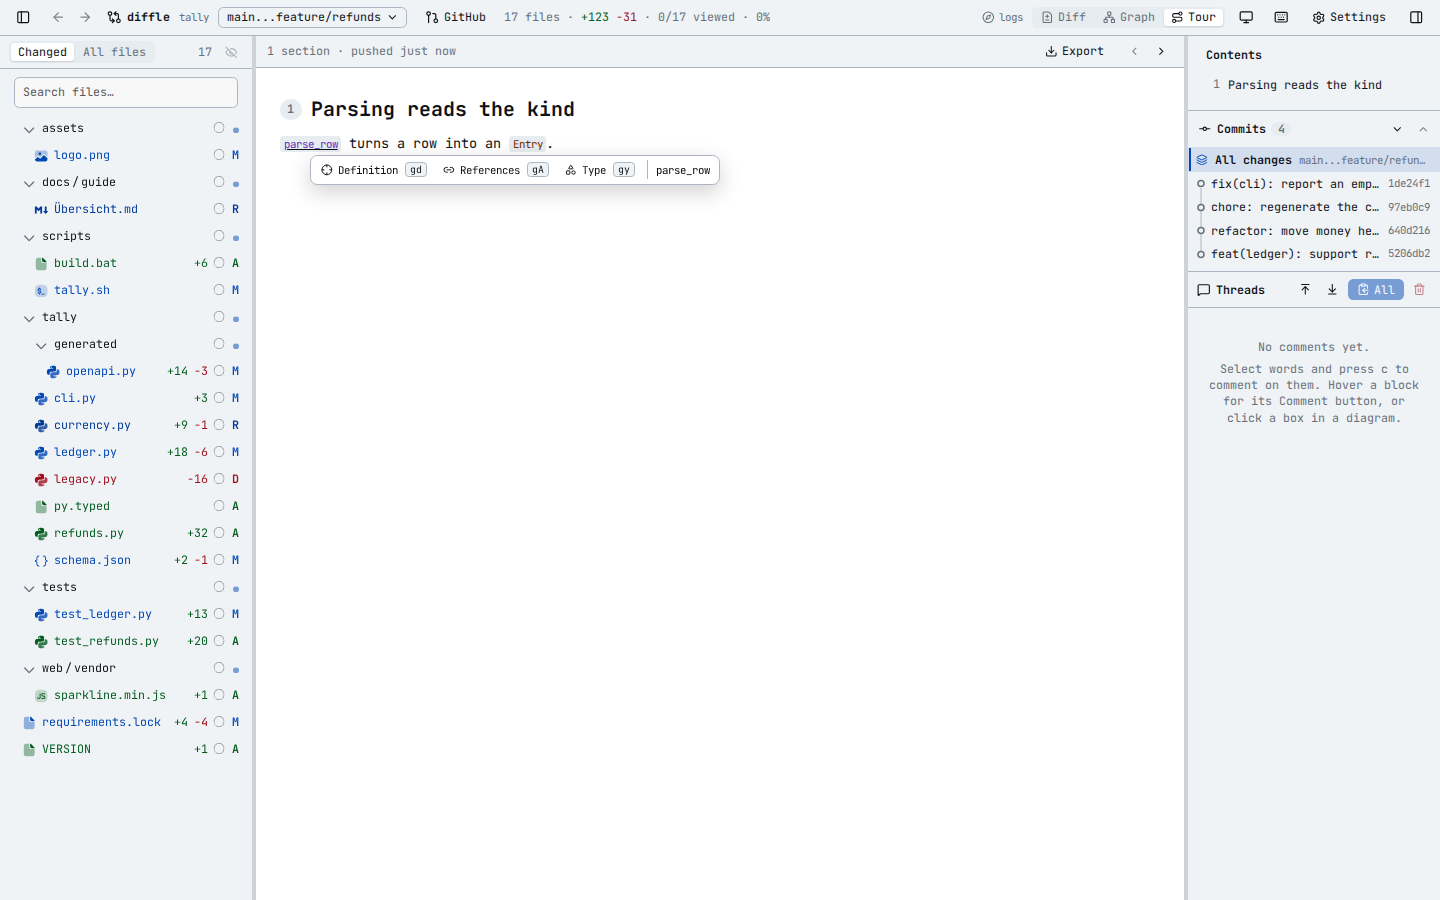 diffle tally main...feature/refunds GitHub 17 files · +123 -31 · 0/17 viewed · 0% logs Diff Graph Tour Settings
Changed All files 17
Search files…
assets
logo.png M
docs/guide
Übersicht.md R
scripts
build.bat +6 A
tally.sh M
tally
generated
openapi.py +14 -3 M
cli.py +3 M
currency.py +9 -1 R
ledger.py +18 -6 M
legacy.py -16 D
py.typed A
refunds.py +32 A
schema.json +2 -1 M
tests
test_ledger.py +13 M
test_refunds.py +20 A
web/vendor
sparkline.min.js +1 A
requirements.lock +4 -4 M
VERSION +1 A
1 section · pushed just now Export
1 Parsing reads the kind
parse_row turns a row into an Entry.
Definition gd References gA Type gy parse_row
Contents
1 Parsing reads the kind
Commits 4
All changes main...feature/refun…
fix(cli): report an emp… 1de24f1
chore: regenerate the c… 97eb0c9
refactor: move money he… 640d216
feat(ledger): support r… 5206db2
Threads All
No comments yet.
Select words and press c to
comment on them. Hover a block
for its Comment button, or
click a box in a diagram.